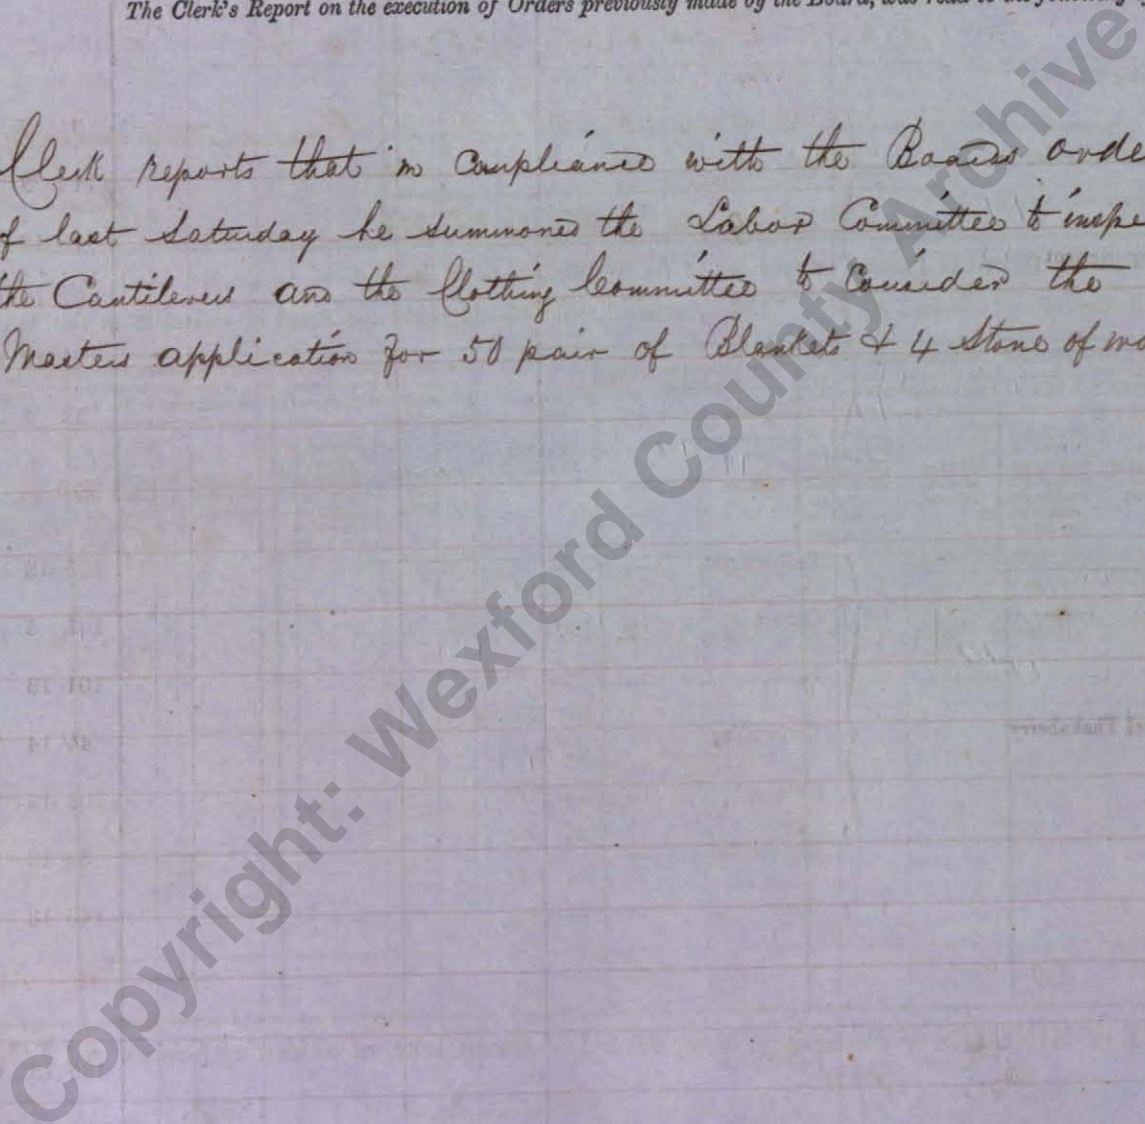 The Clerk's Report on the execution of Orders previously made by the Board, was read to the following
Clerk reports that in compliance with the Boards orde
of last Saturday he summoned the Labor Committee to inspe
the Cantilevers and the Clothing Committee to consider the
Masters application for 50 pair of Blankets & 4 Stone of wo
Copyright: Wexford County Archive